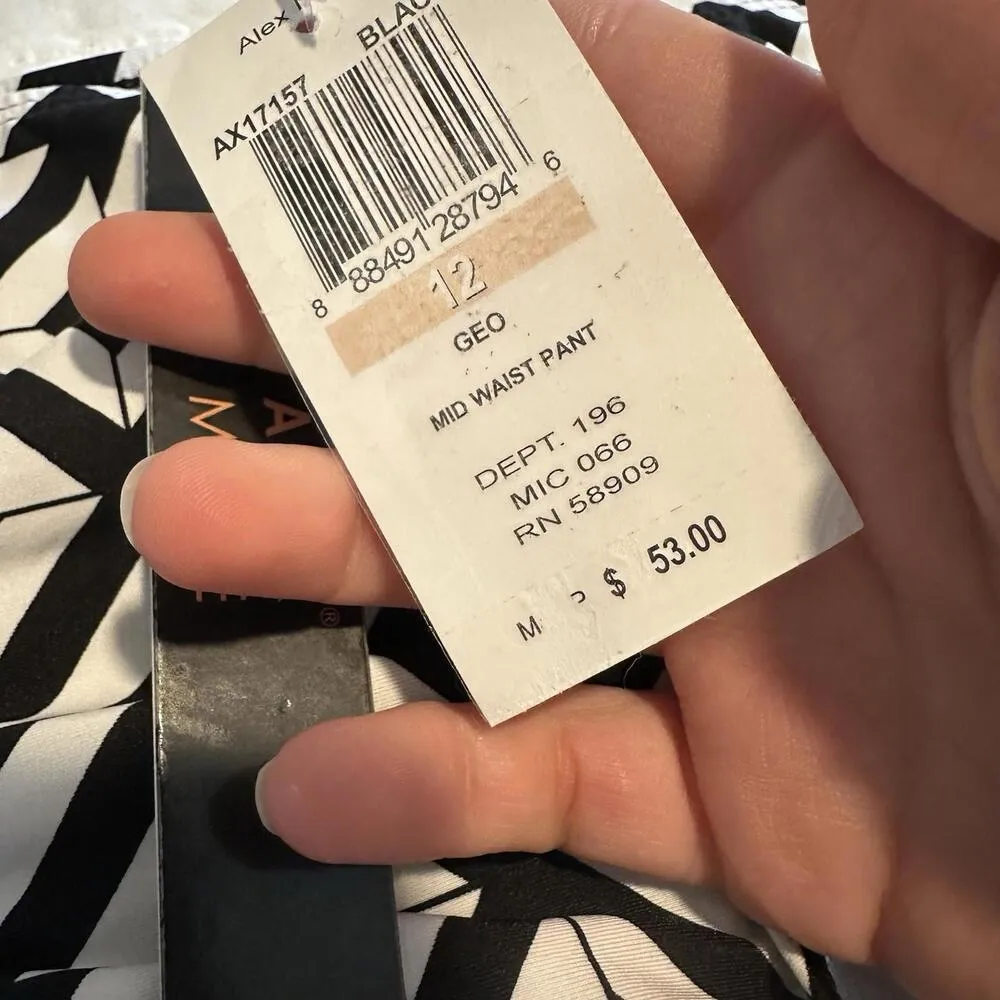 Alex
BLAC
AX17157
8 88491 28794 6
12
GEO
MID WAIST PANT
DEPT. 196
MIC 066
RN 58909
$ 53.00
A
M
®